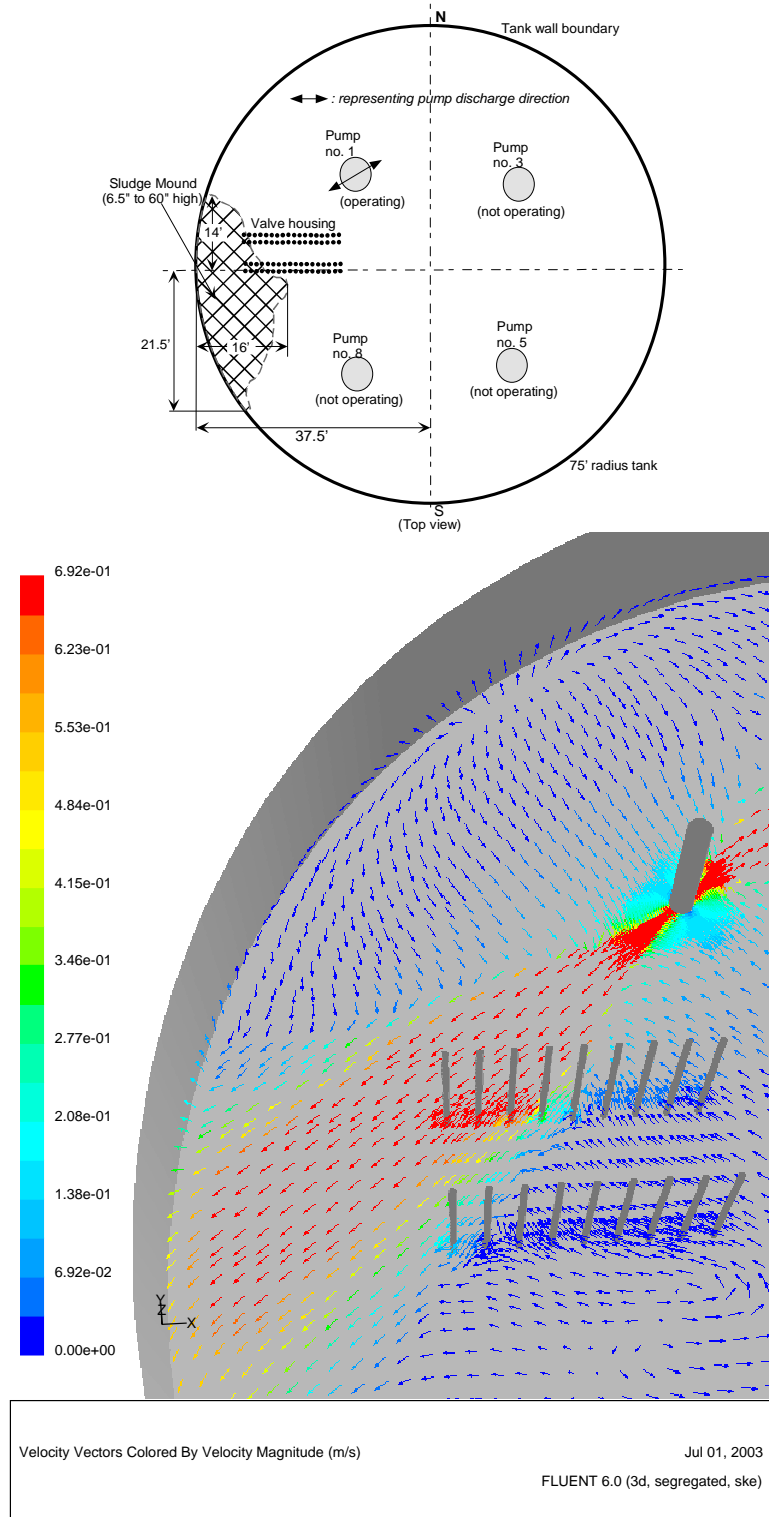 N
Tank wall boundary
: representing pump discharge direction
Pump
no. 1
(operating)
Pump
no. 3
(not operating)
Sludge Mound
(6.5" to 60" high)
Valve housing
14'
21.5'
16'
Pump
no. 8
(not operating)
Pump
no. 5
(not operating)
37.5'
75' radius tank
S
(Top view)
6.92e-01
6.23e-01
5.53e-01
4.84e-01
4.15e-01
3.46e-01
2.77e-01
2.08e-01
1.38e-01
6.92e-02
0.00e+00
Y
Z
X
Velocity Vectors Colored By Velocity Magnitude (m/s)
Jul 01, 2003
FLUENT 6.0 (3d, segregated, ske)